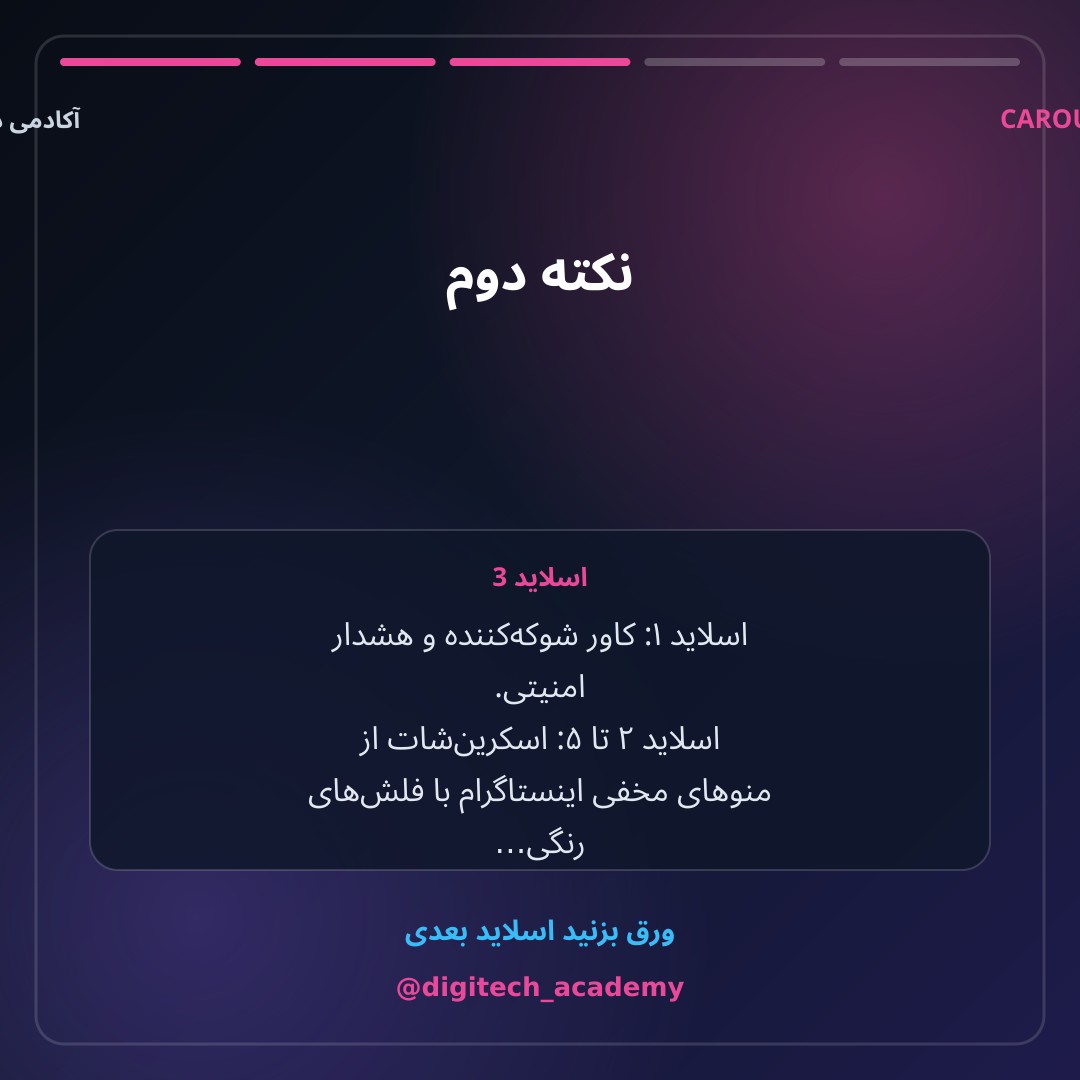 آکادمی
CAROU
نکته دوم
اسلاید 3
اسلاید ۱: کاور شوکه‌کننده و هشدار
امنیتی.
اسلاید ۲ تا ۵: اسکرین‌شات از
منوهای مخفی اینستاگرام با فلش‌های
رنگی...
ورق بزنید اسلاید بعدی
@digitech_academy